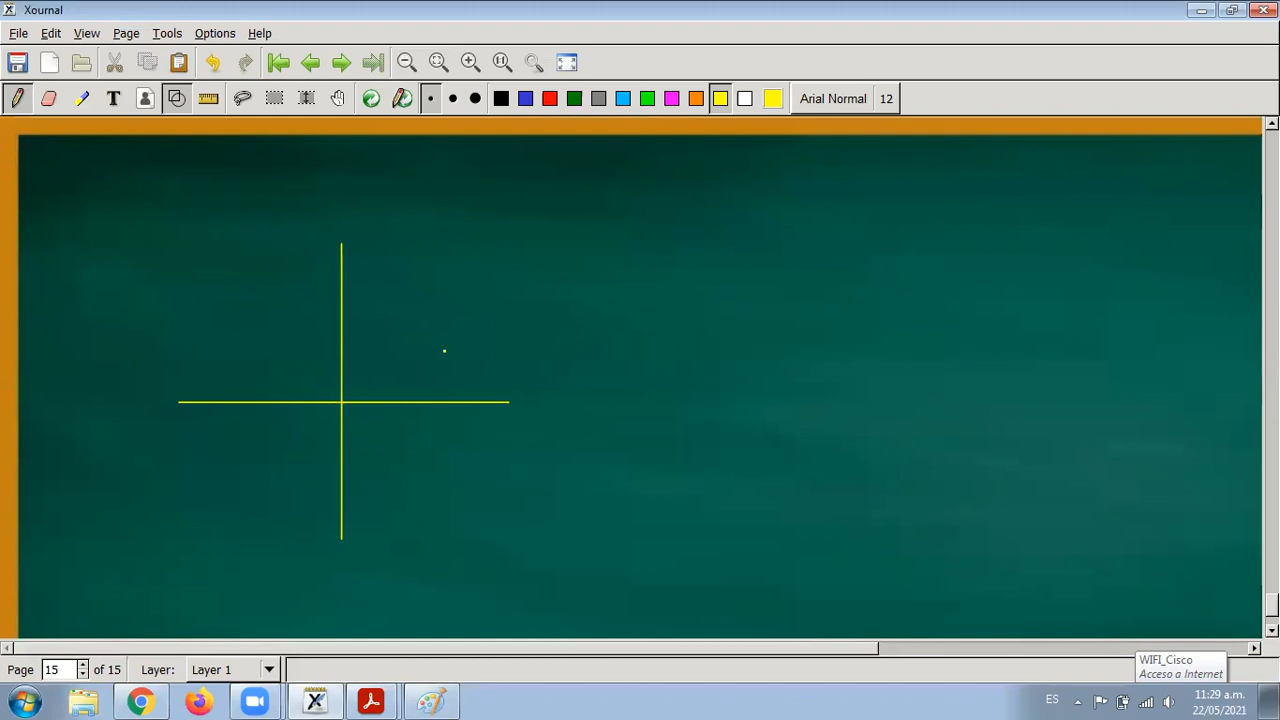 Xournal
File Edit View Page Tools Options Help
Arial Normal 12
Page 15 of 15 Layer: Layer 1
WIFI_Cisco
Acceso a Internet
ES 11:29 a.m.
22/05/2021